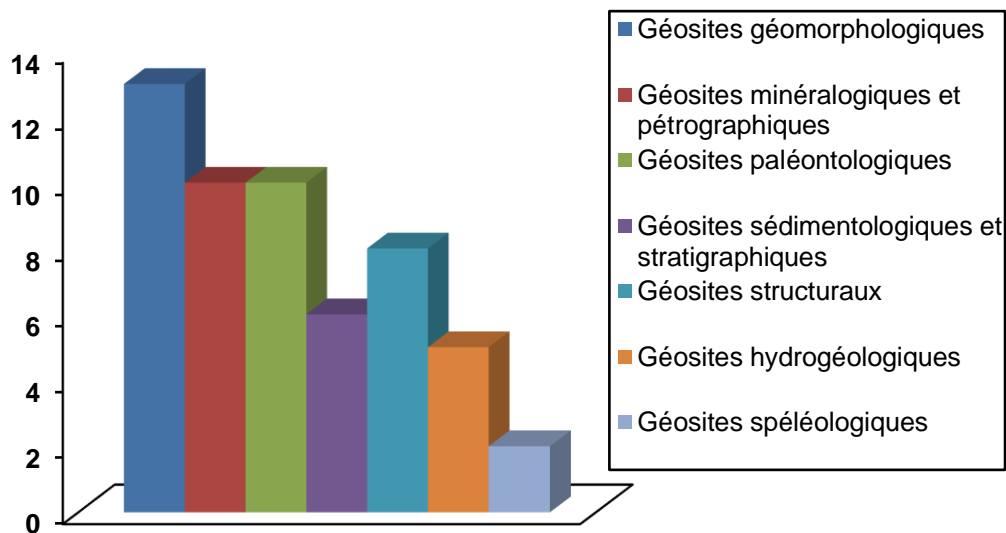 14
12
10
8
6
4
2
0
Géosites géomorphologiques
Géosites minéralogiques et
pétrographiques
Géosites paléontologiques
Géosites sédimentologiques et
stratigraphiques
Géosites structuraux
Géosites hydrogéologiques
Géosites spéléologiques